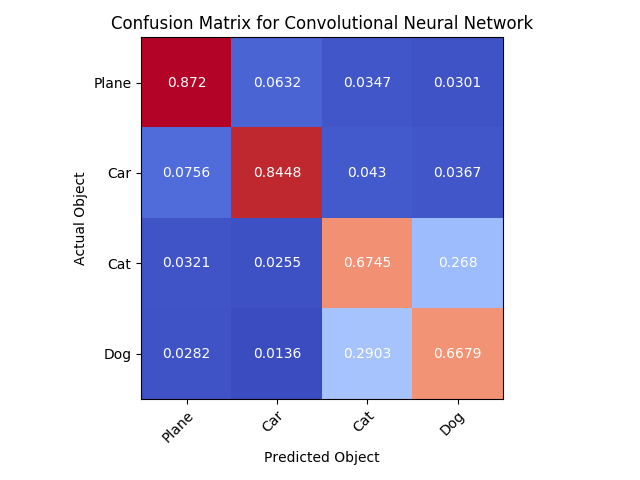 Confusion Matrix for Convolutional Neural Network
Plane 0.872 0.0632 0.0347 0.0301
Car 0.0756 0.8448 0.043 0.0367
Cat 0.0321 0.0255 0.6745 0.268
Dog 0.0282 0.0136 0.2903 0.6679
Actual Object
Plane Car Cat Dog
Predicted Object